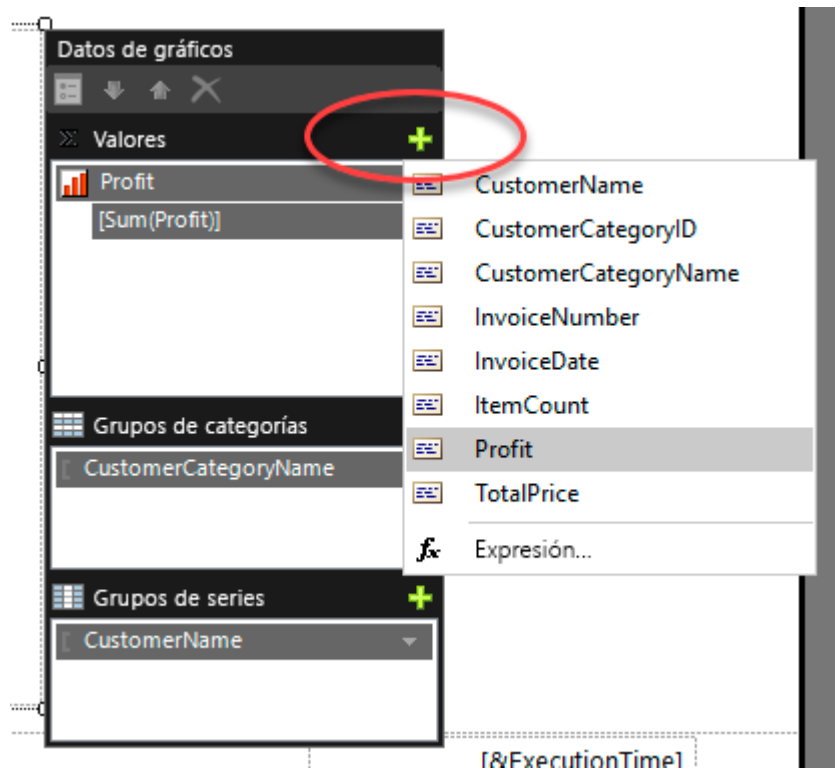 Datos de gráficos
Valores
Profit
[Sum(Profit)]
CustomerName
CustomerCategoryID
CustomerCategoryName
InvoiceNumber
InvoiceDate
ItemCount
Profit
TotalPrice
fx Expresión...
Grupos de categorías
[ CustomerCategoryName
Grupos de series
[ CustomerName
[&ExecutionTime]